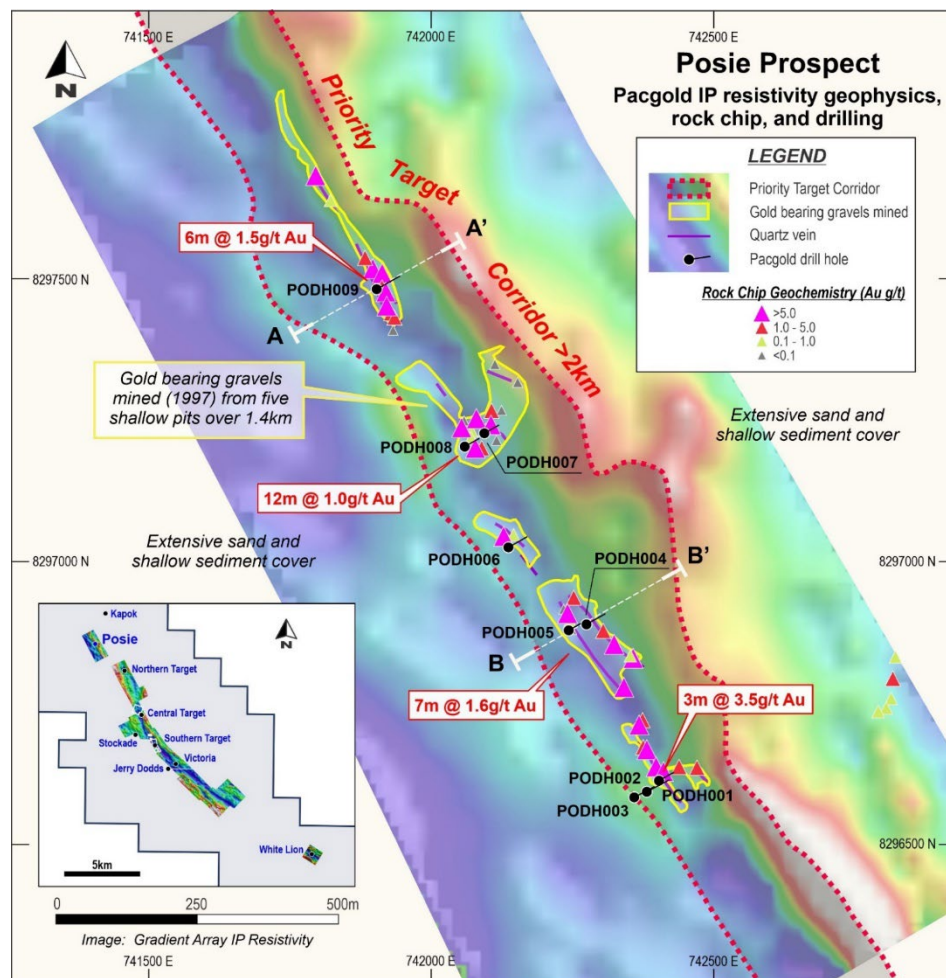 741500 E
742000 E
742500 E
N
Posie Prospect
Pacgold IP resistivity geophysics,
rock chip, and drilling
LEGEND
Priority Target Corridor
Gold bearing gravels mined
Quartz vein
Pacgold drill hole
Rock Chip Geochemistry (Au g/t)
>5.0
1.0 - 5.0
0.1 - 1.0
<0.1
Priority
Target
Corridor >2km
A'
6m @ 1.5g/t Au
8297500 N
8297500 N
PODH009
A
Gold bearing gravels
mined (1997) from five
shallow pits over 1.4km
Extensive sand and
shallow sediment cover
PODH008
PODH007
12m @ 1.0g/t Au
Extensive sand and
shallow sediment cover
8297000 N
8297000 N
PODH006
PODH004
B'
PODH005
B
7m @ 1.6g/t Au
3m @ 3.5g/t Au
PODH002
PODH001
PODH003
8296500 N
N
Kapok
Posie
Northern Target
Central Target
Stockade
Southern Target
Victoria
Jerry Dodds
White Lion
5km
0
250
500m
Image: Gradient Array IP Resistivity
741500 E
742000 E
742500 E